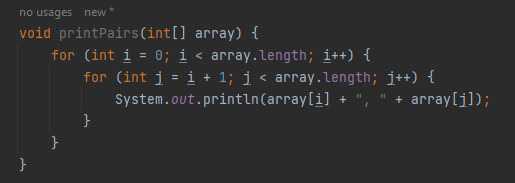 no usages   new *
void printPairs(int[] array) {
    for (int i = 0; i < array.length; i++) {
        for (int j = i + 1; j < array.length; j++) {
            System.out.println(array[i] + ", " + array[j]);
        }
    }
}